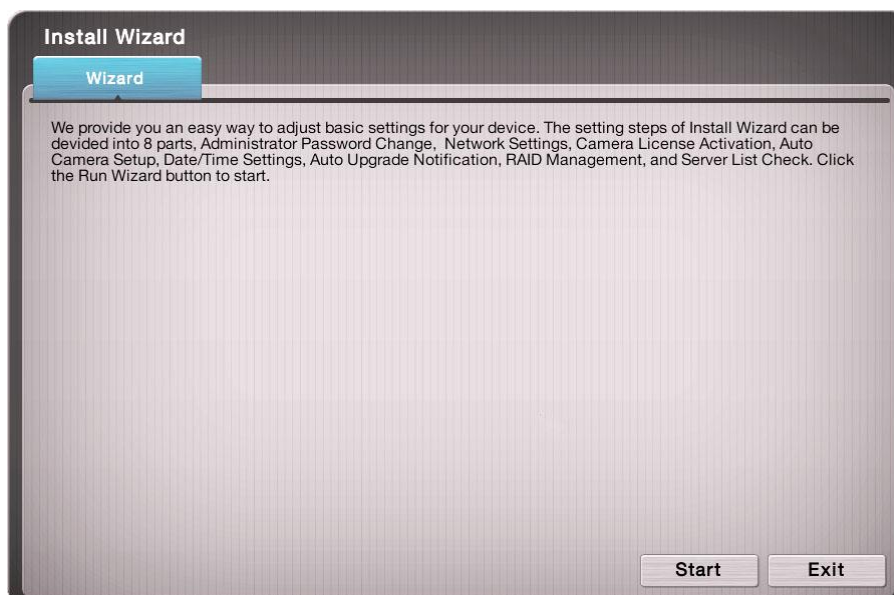 Install Wizard
Wizard
We provide you an easy way to adjust basic settings for your device. The setting steps of Install Wizard can be
devided into 8 parts, Administrator Password Change,  Network Settings, Camera License Activation, Auto
Camera Setup, Date/Time Settings, Auto Upgrade Notification, RAID Management, and Server List Check. Click
the Run Wizard button to start.
Start Exit